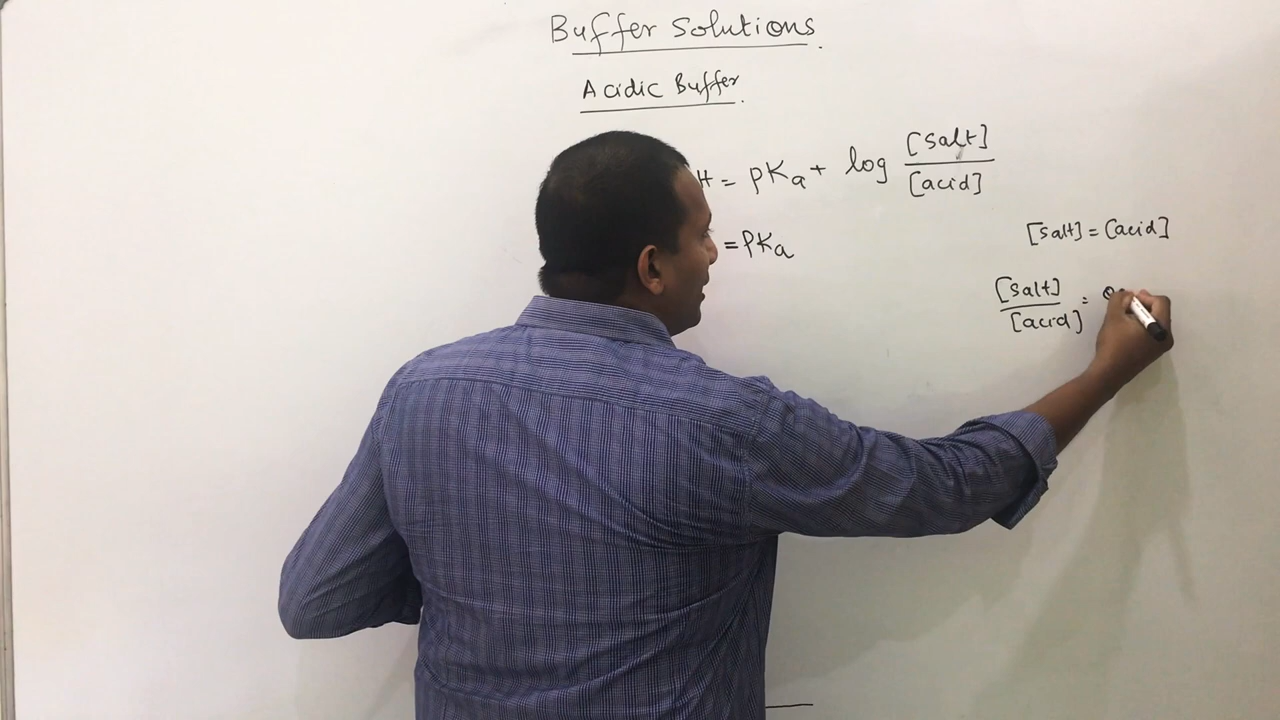 Buffer Solutions.
Acidic Buffer.
H = pKa + log [salt]/[acid]
= pKa
[salt] = [acid]
[salt]/[acid] =